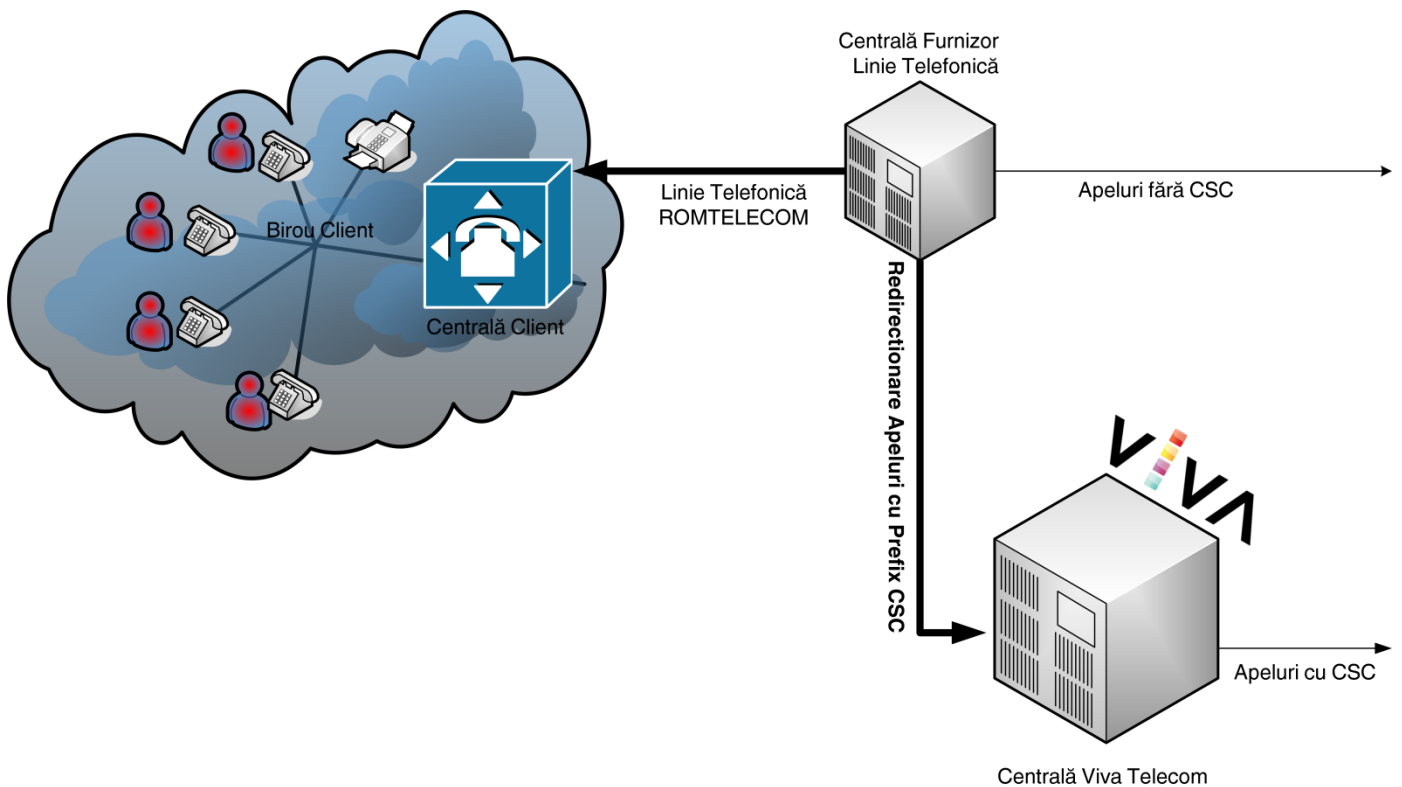 Centrală Furnizor
Linie Telefonică
Birou Client
Centrală Client
Linie Telefonică
ROMTELECOM
Apeluri fără CSC
Redirectionare Apeluri cu Prefix CSC
VIVA
Apeluri cu CSC
Centrală Viva Telecom